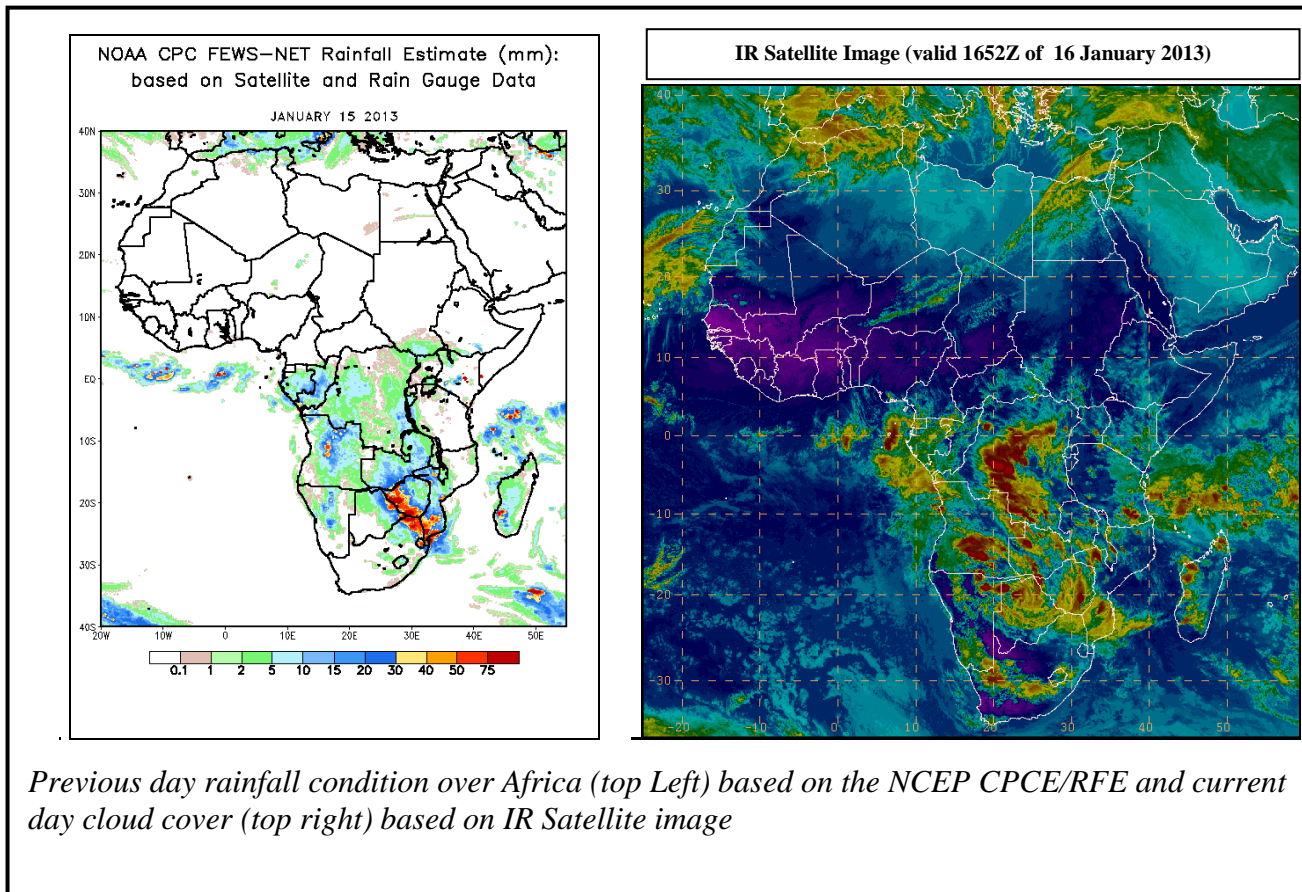 NOAA CPC FEWS-NET Rainfall Estimate (mm):
based on Satellite and Rain Gauge Data
JANUARY 15 2013
40N
30N
20N
10N
EQ
10S
20S
30S
40S
20W 10W 0 10E 20E 30E 40E 50E
0.1 1 2 5 10 15 20 30 40 50 75
IR Satellite Image (valid 1652Z of 16 January 2013)
40
30
20
10
0
-10
-20
-30
-20 -10 0 10 20 30 40 50
Previous day rainfall condition over Africa (top Left) based on the NCEP CPCE/RFE and current
day cloud cover (top right) based on IR Satellite image